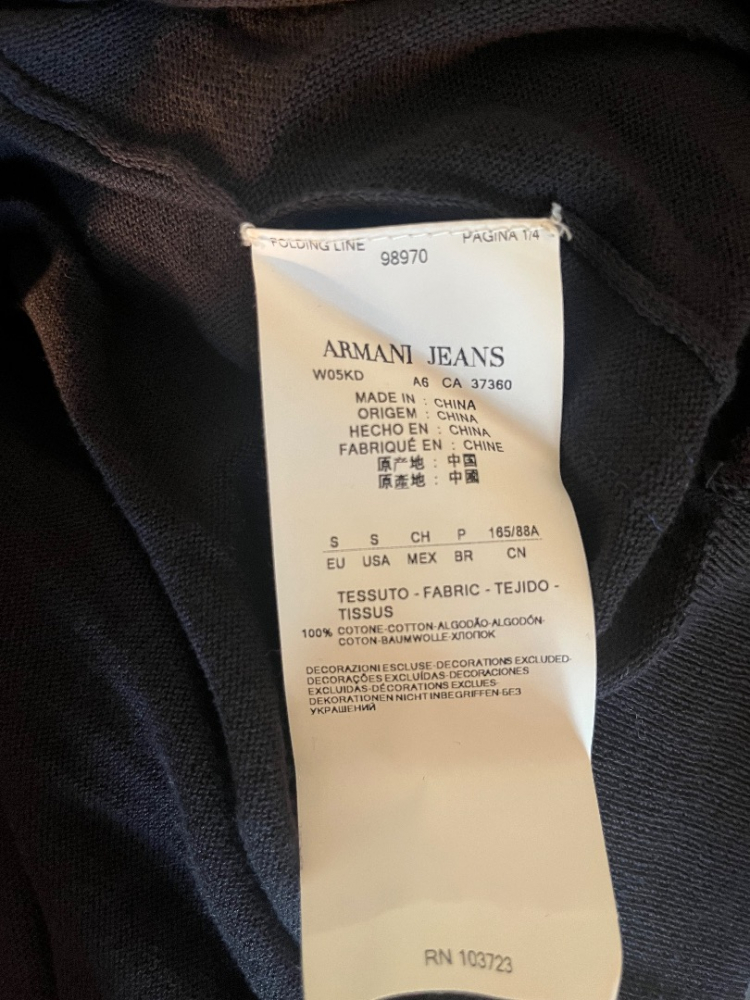 FOLDING LINE PAGINA 1/4
98970
ARMANI JEANS
W05KD A6 CA 37360
MADE IN : CHINA
ORIGEM : CHINA
HECHO EN : CHINA
FABRIQUÉ EN : CHINE
原产地 : 中国
原產地 : 中國
S S CH P 165/88A
EU USA MEX BR CN
TESSUTO - FABRIC - TEJIDO -
TISSUS
100% COTONE-COTTON-ALGODÃO-ALGODÓN-
COTON-BAUMWOLLE-ХЛОПОК
DECORAZIONI ESCLUSE-DECORATIONS EXCLUDED-
DECORAÇÕES EXCLUÍDAS-DECORACIONES
EXCLUIDAS-DÉCORATIONS EXCLUES-
DEKORATIONEN NICHT INBEGRIFFEN-БЕЗ
УКРАШЕНИЙ
RN 103723